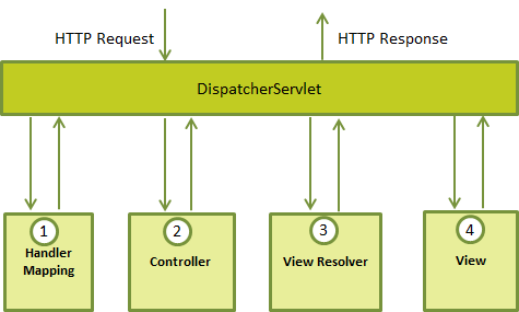 HTTP Request
HTTP Response
DispatcherServlet
1
Handler
Mapping
2
Controller
3
View Resolver
4
View